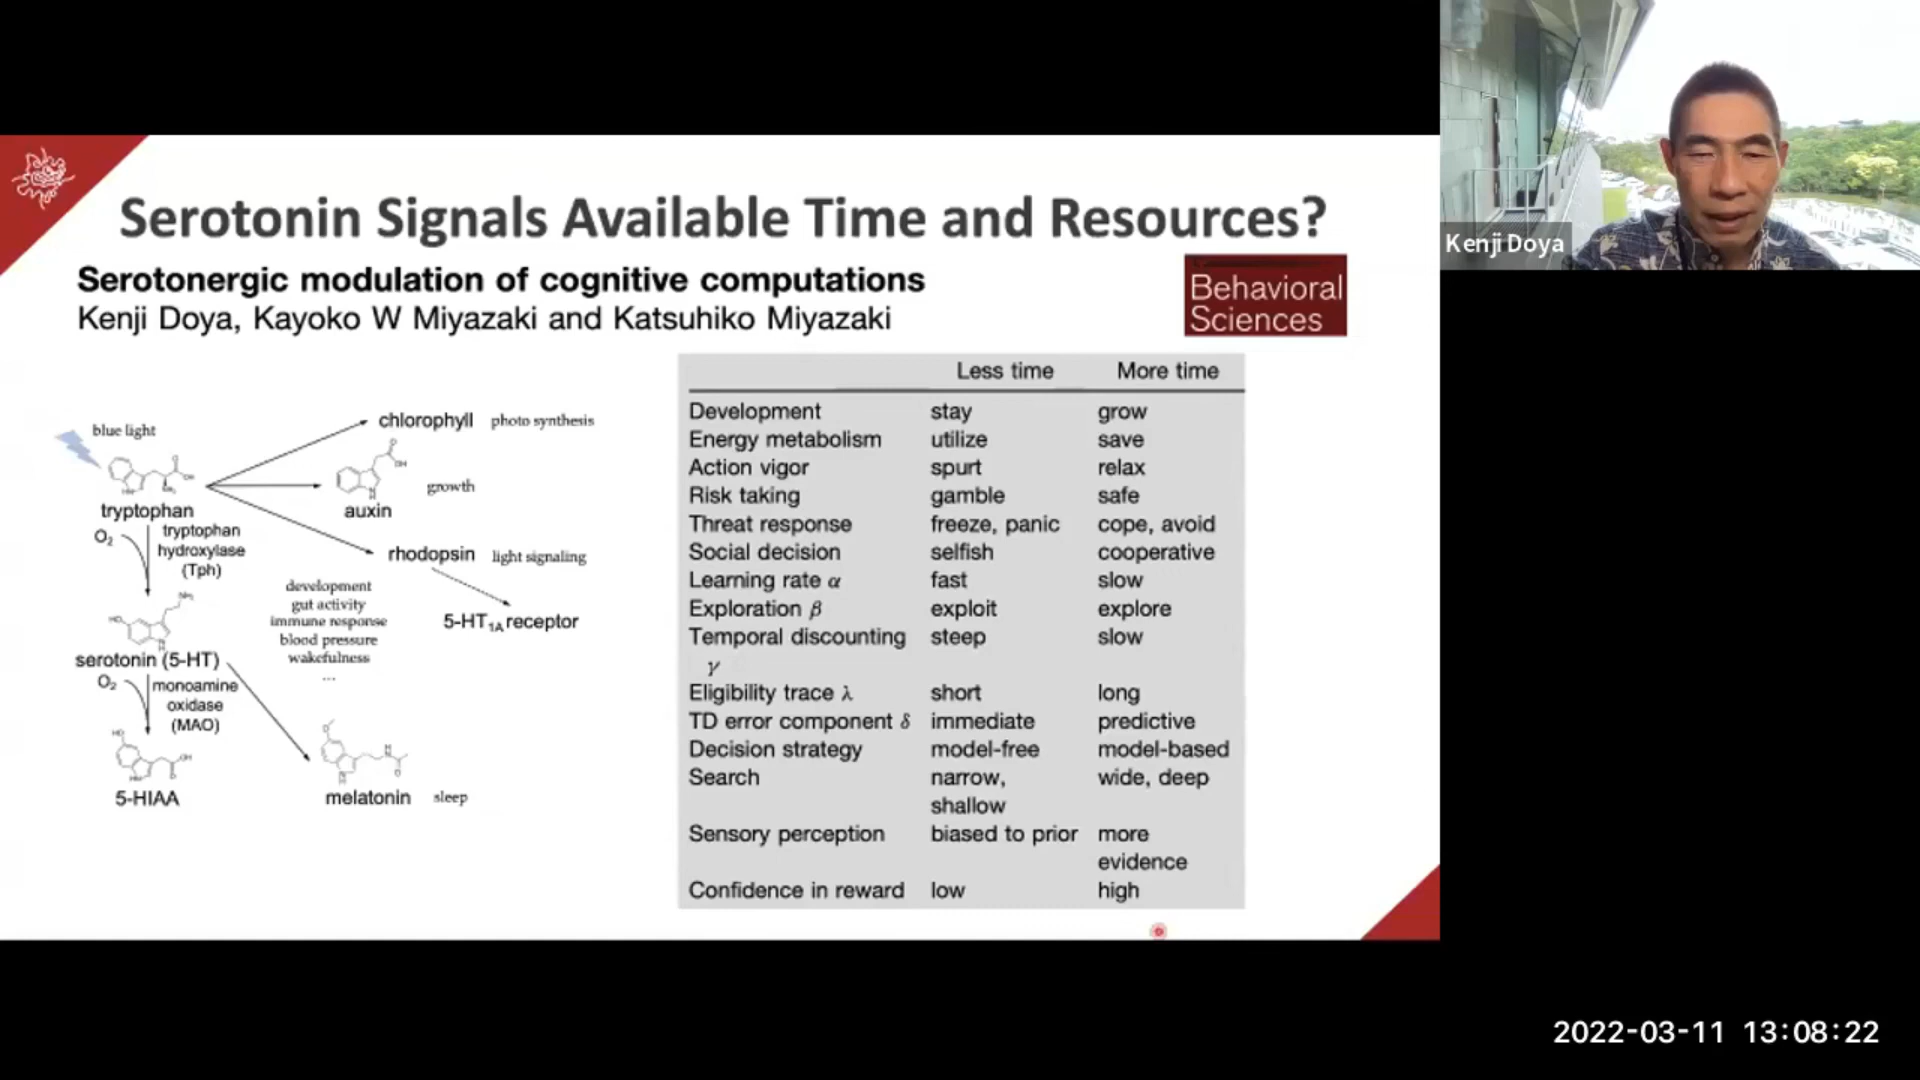 Serotonin Signals Available Time and Resources?
Serotonergic modulation of cognitive computations
Kenji Doya, Kayoko W Miyazaki and Katsuhiko Miyazaki
Behavioral
Sciences
Kenji Doya
blue light
tryptophan
chlorophyll photo synthesis
growth
auxin
rhodopsin light signaling
5-HT1A receptor
O2
tryptophan
hydroxylase
(Tph)
development
gut activity
immune response
blood pressure
wakefulness
...
serotonin (5-HT)
O2
monoamine
oxidase
(MAO)
5-HIAA
melatonin sleep
Less time More time
Development stay grow
Energy metabolism utilize save
Action vigor spurt relax
Risk taking gamble safe
Threat response freeze, panic cope, avoid
Social decision selfish cooperative
Learning rate α fast slow
Exploration β exploit explore
Temporal discounting steep slow
γ
Eligibility trace λ short long
TD error component δ immediate predictive
Decision strategy model-free model-based
Search narrow, wide, deep
shallow
Sensory perception biased to prior more
evidence
Confidence in reward low high
2022-03-11 13:08:22